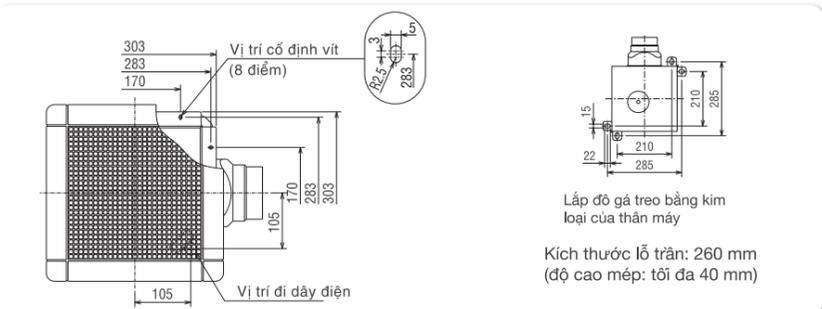 303
283
170
Vị trí cố định vít
(8 điểm)
3
5
R2.5
283
170
283
303
105
105
Vị trí đi dây điện
15
22
210
285
210
285
Lắp đô gá treo bằng kim
loại của thân máy
Kích thước lỗ trần: 260 mm
(độ cao mép: tối đa 40 mm)